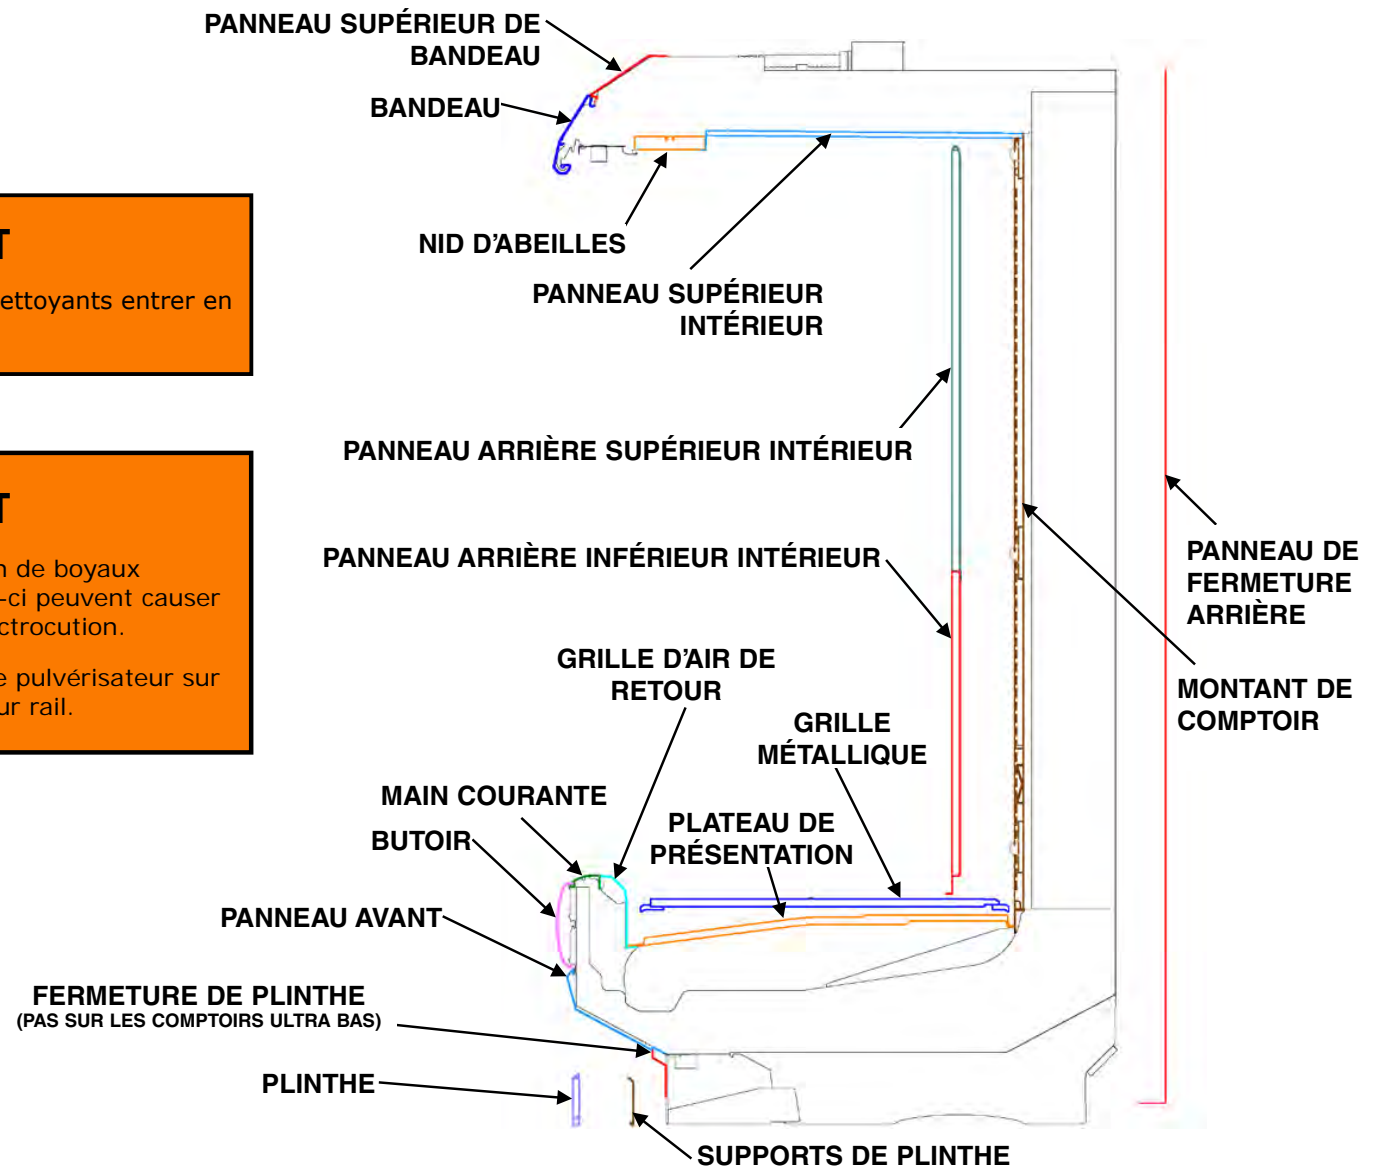 PANNEAU SUPÉRIEUR DE
BANDEAU
BANDEAU
NID D’ABEILLES
PANNEAU SUPÉRIEUR
INTÉRIEUR
T
ettoyants entrer en
PANNEAU ARRIÈRE SUPÉRIEUR INTÉRIEUR
T
n de boyaux
-ci peuvent causer
ctrocution.
e pulvérisateur sur
ur rail.
PANNEAU ARRIÈRE INFÉRIEUR INTÉRIEUR
PANNEAU DE
FERMETURE
ARRIÈRE
MONTANT DE
COMPTOIR
GRILLE D’AIR DE
RETOUR
GRILLE
MÉTALLIQUE
MAIN COURANTE
BUTOIR
PLATEAU DE
PRÉSENTATION
PANNEAU AVANT
FERMETURE DE PLINTHE
(PAS SUR LES COMPTOIRS ULTRA BAS)
PLINTHE
SUPPORTS DE PLINTHE